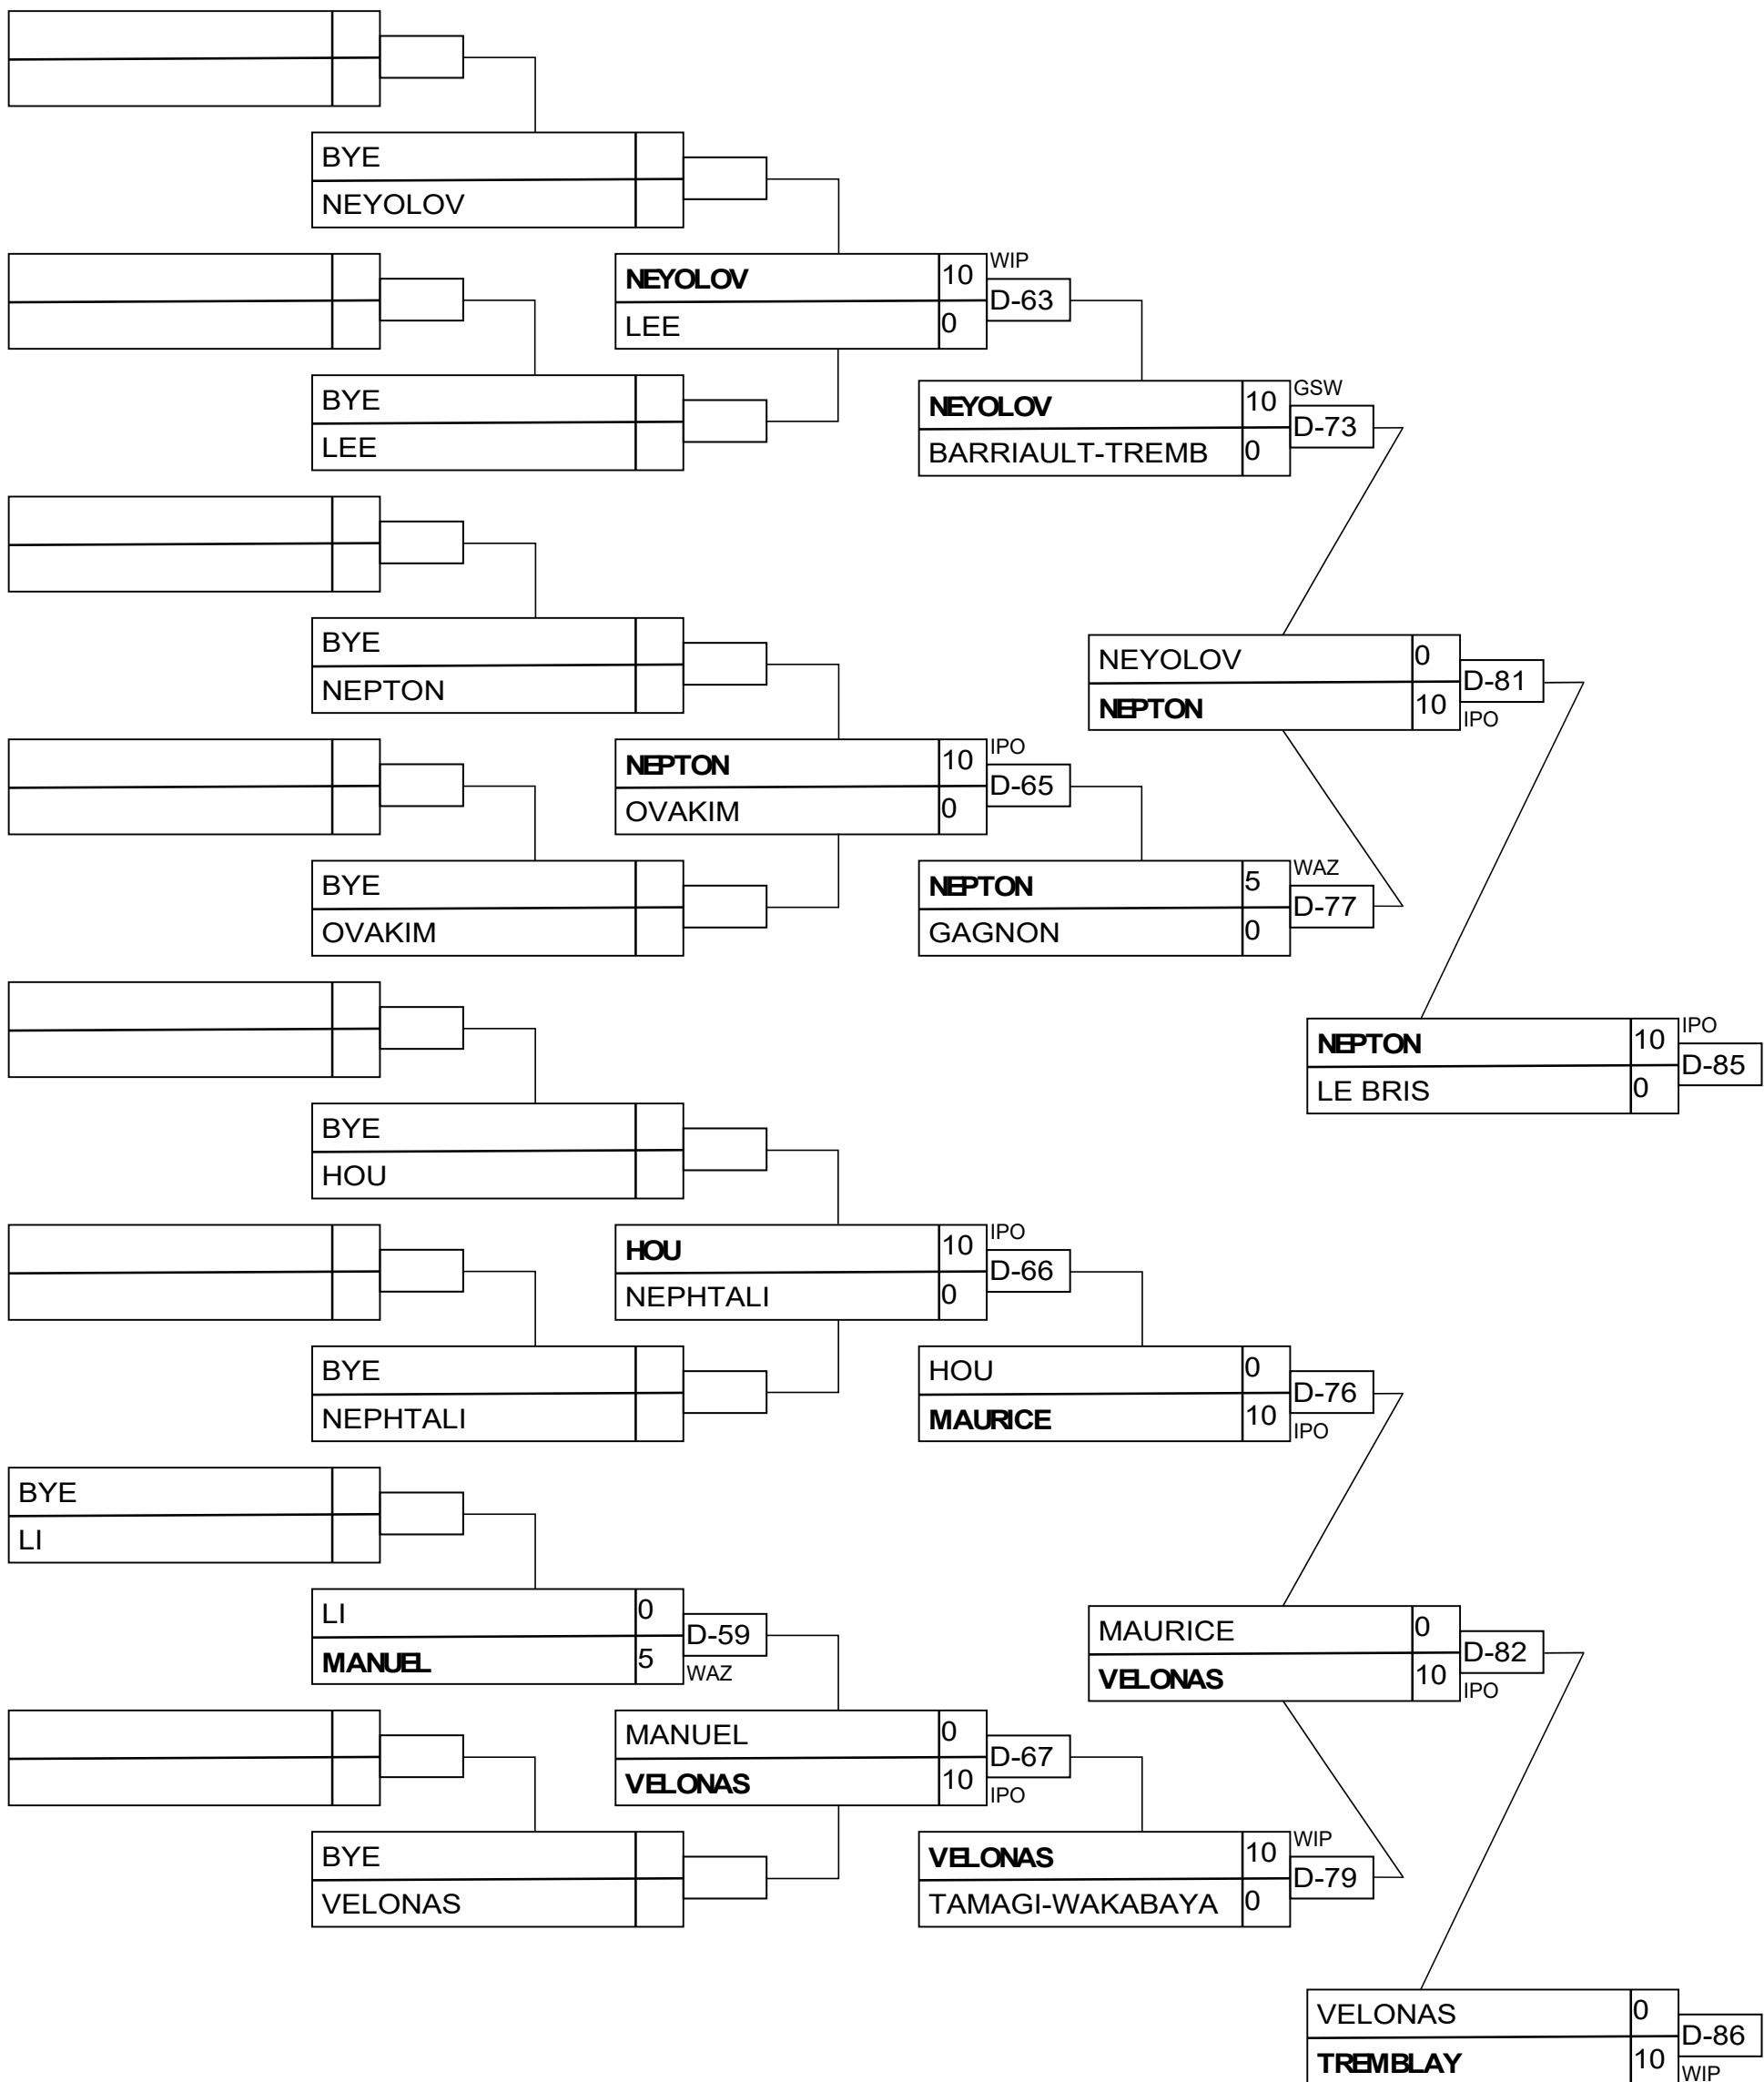 BYE
NEYOLOV
NEYOLOV 10 WIP
D-63
LEE 0
BYE
LEE
NEYOLOV 10 GSW
D-73
BARRIAULT-TREMB 0
BYE
NEPTON
NEYOLOV 0
D-81
NEPTON 10 IPO
NEPTON 10 IPO
D-65
OVAKIM 0
BYE
OVAKIM
NEPTON 5 WAZ
D-77
GAGNON 0
NEPTON 10 IPO
D-85
LE BRIS 0
BYE
HOU
HOU 10 IPO
D-66
NEPHTALI 0
BYE
NEPHTALI
HOU 0
D-76
MAURICE 10 IPO
BYE
LI
LI 0
D-59
MANUEL 5 WAZ
MAURICE 0
D-82
VELONAS 10 IPO
MANUEL 0
D-67
VELONAS 10 IPO
BYE
VELONAS
VELONAS 10 WIP
D-79
TAMAGI-WAKABAYA 0
VELONAS 0
D-86
TREMBLAY 10 WIP